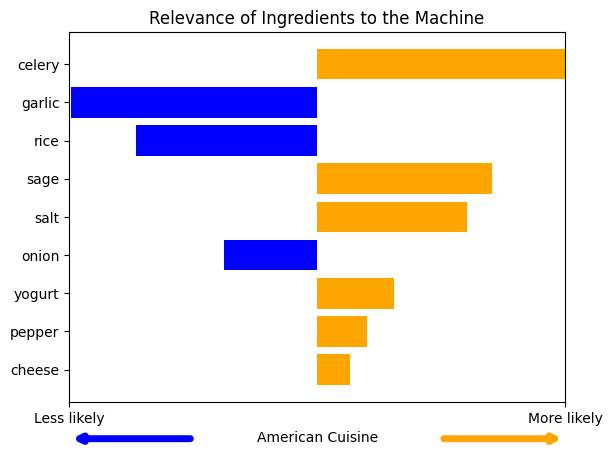 Relevance of Ingredients to the Machine
celery
garlic
rice
sage
salt
onion
yogurt
pepper
cheese
Less likely
More likely
American Cuisine